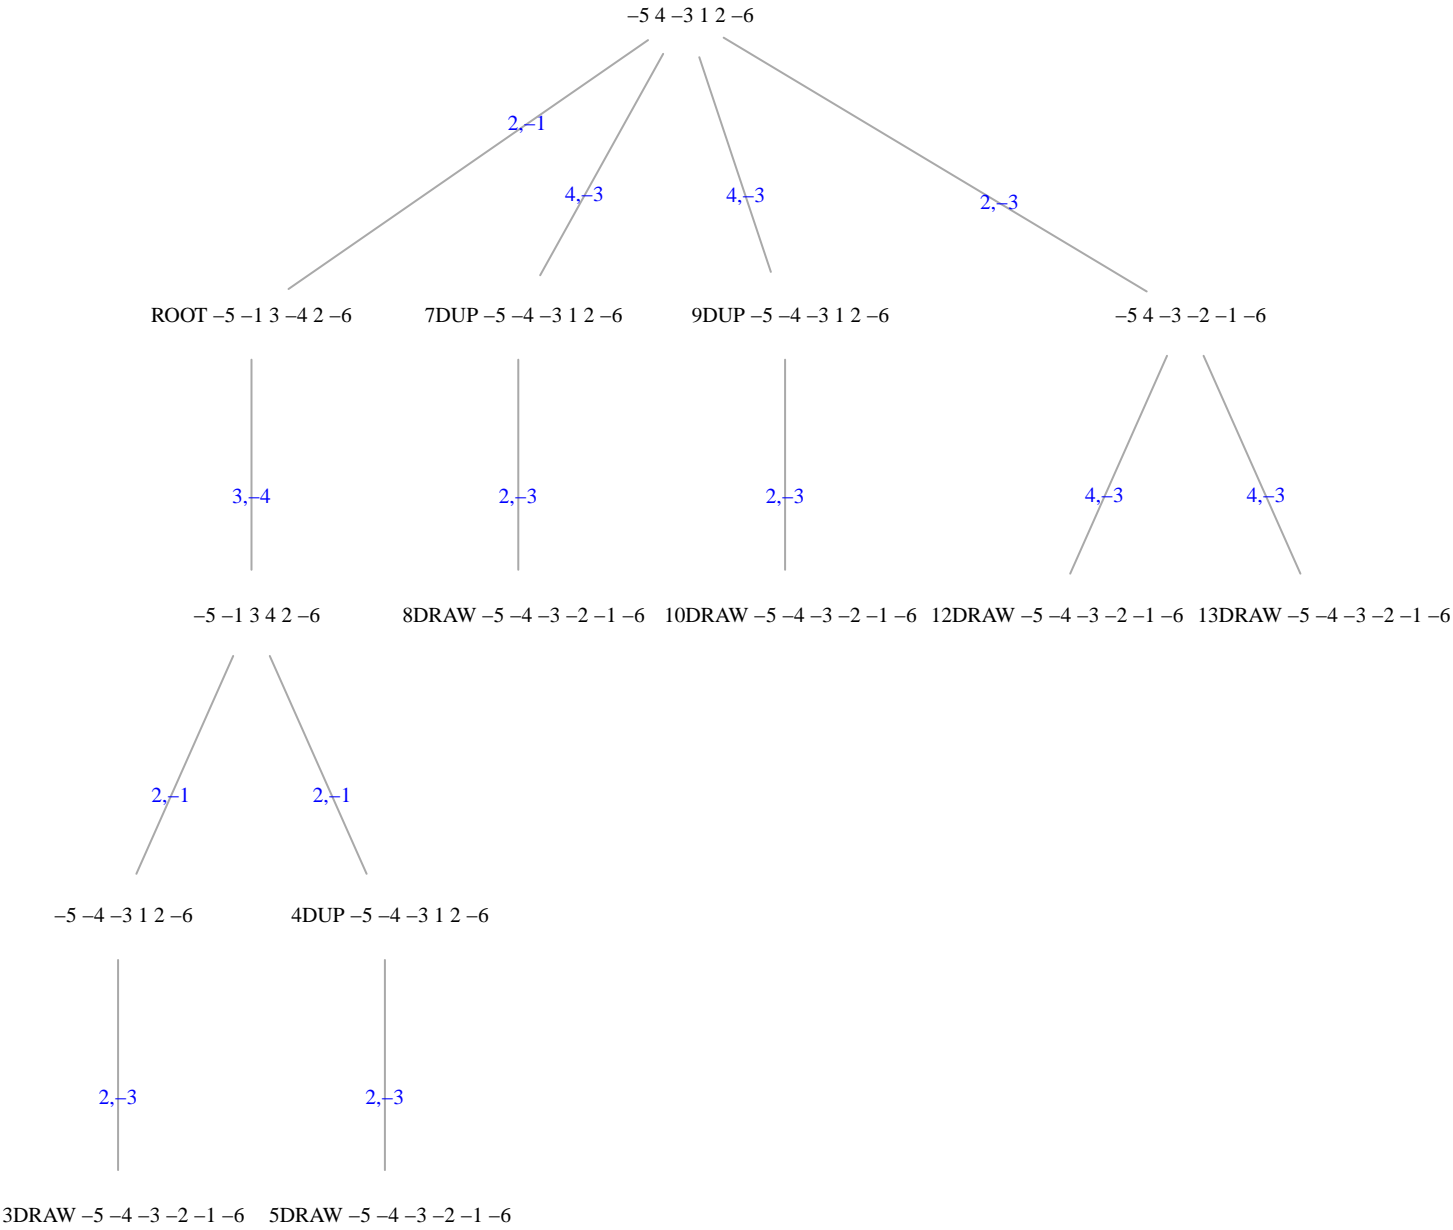 −5 4 −3 1 2 −6
2,−1
4,−3
4,−3
2,−3
ROOT −5 −1 3 −4 2 −6
7DUP −5 −4 −3 1 2 −6
9DUP −5 −4 −3 1 2 −6
−5 4 −3 −2 −1 −6
3,−4
2,−3
2,−3
4,−3
4,−3
−5 −1 3 4 2 −6
8DRAW −5 −4 −3 −2 −1 −6
10DRAW −5 −4 −3 −2 −1 −6
12DRAW −5 −4 −3 −2 −1 −6
13DRAW −5 −4 −3 −2 −1 −6
2,−1
2,−1
−5 −4 −3 1 2 −6
4DUP −5 −4 −3 1 2 −6
2,−3
2,−3
3DRAW −5 −4 −3 −2 −1 −6
5DRAW −5 −4 −3 −2 −1 −6